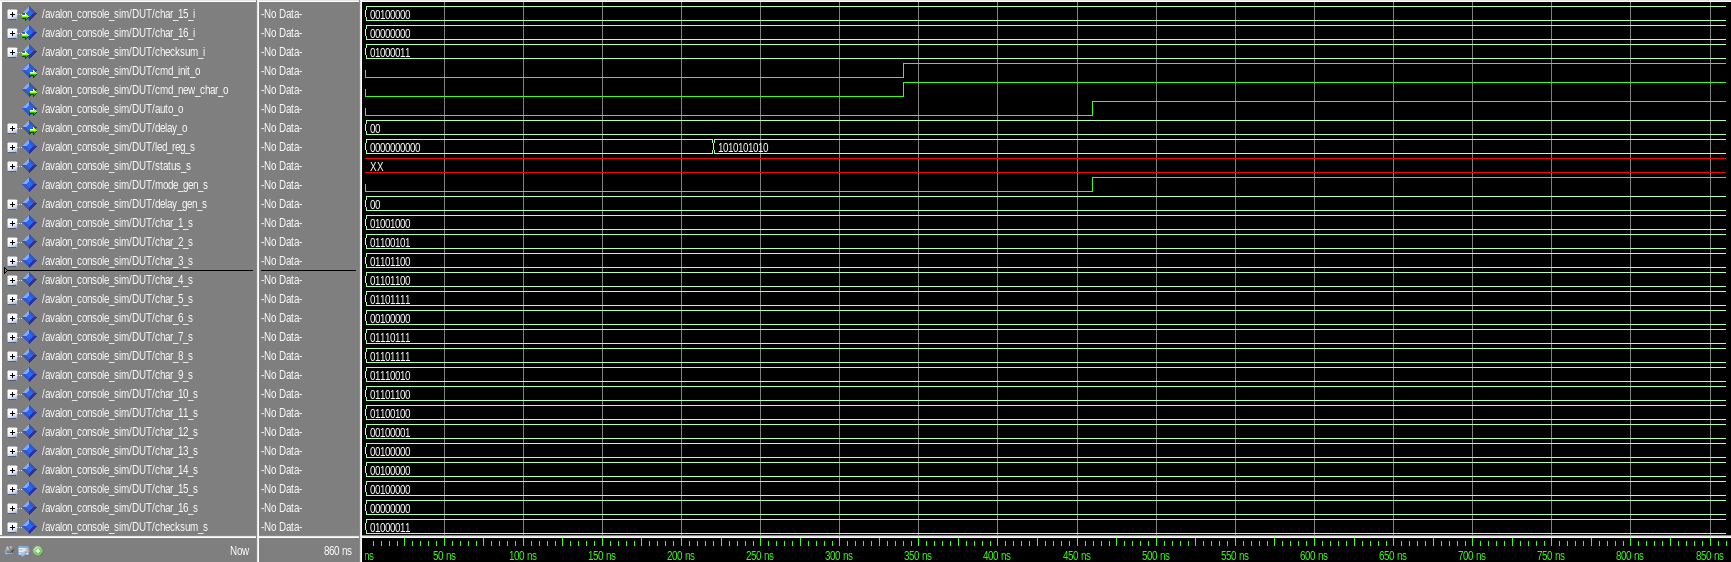 /avalon_console_sim/DUT/char_15_i -No Data- 00100000
/avalon_console_sim/DUT/char_16_i -No Data- 00000000
/avalon_console_sim/DUT/checksum_i -No Data- 01000011
/avalon_console_sim/DUT/cmd_init_o -No Data-
/avalon_console_sim/DUT/cmd_new_char_o -No Data-
/avalon_console_sim/DUT/auto_o -No Data-
/avalon_console_sim/DUT/delay_o -No Data- 00
/avalon_console_sim/DUT/led_reg_s -No Data- 0000000000 1010101010
/avalon_console_sim/DUT/status_s -No Data- XX
/avalon_console_sim/DUT/mode_gen_s -No Data-
/avalon_console_sim/DUT/delay_gen_s -No Data- 00
/avalon_console_sim/DUT/char_1_s -No Data- 01001000
/avalon_console_sim/DUT/char_2_s -No Data- 01100101
/avalon_console_sim/DUT/char_3_s -No Data- 01101100
/avalon_console_sim/DUT/char_4_s -No Data- 01101100
/avalon_console_sim/DUT/char_5_s -No Data- 01101111
/avalon_console_sim/DUT/char_6_s -No Data- 00100000
/avalon_console_sim/DUT/char_7_s -No Data- 01110111
/avalon_console_sim/DUT/char_8_s -No Data- 01101111
/avalon_console_sim/DUT/char_9_s -No Data- 01110010
/avalon_console_sim/DUT/char_10_s -No Data- 01101100
/avalon_console_sim/DUT/char_11_s -No Data- 01100100
/avalon_console_sim/DUT/char_12_s -No Data- 00100001
/avalon_console_sim/DUT/char_13_s -No Data- 00100000
/avalon_console_sim/DUT/char_14_s -No Data- 00100000
/avalon_console_sim/DUT/char_15_s -No Data- 00100000
/avalon_console_sim/DUT/char_16_s -No Data- 00000000
/avalon_console_sim/DUT/checksum_s -No Data- 01000011
Now 860 ns ns 50 ns 100 ns 150 ns 200 ns 250 ns 300 ns 350 ns 400 ns 450 ns 500 ns 550 ns 600 ns 650 ns 700 ns 750 ns 800 ns 850 ns